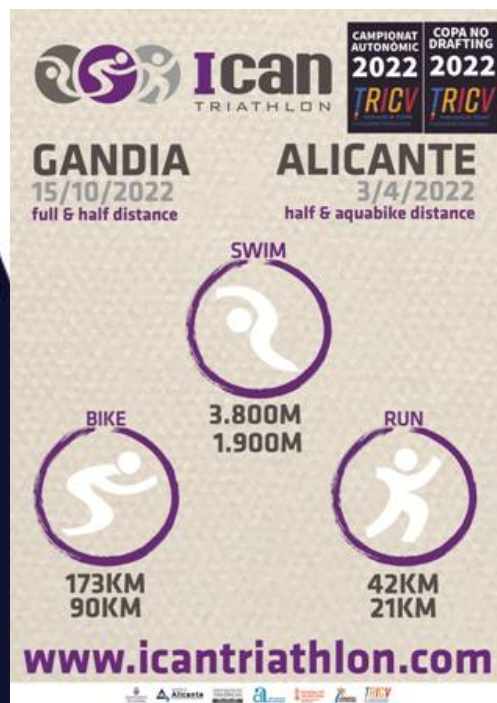 Ican
TRIATHLON
CAMPIONAT
AUTONÒMIC
2022
TRICV
COPA NO
DRAFTING
2022
TRICV
GANDIA
15/10/2022
full & half distance
ALICANTE
3/4/2022
half & aquabike distance
SWIM
3.800M
1.900M
BIKE
173KM
90KM
RUN
42KM
21KM
www.icantriathlon.com
Alicante
TRICV